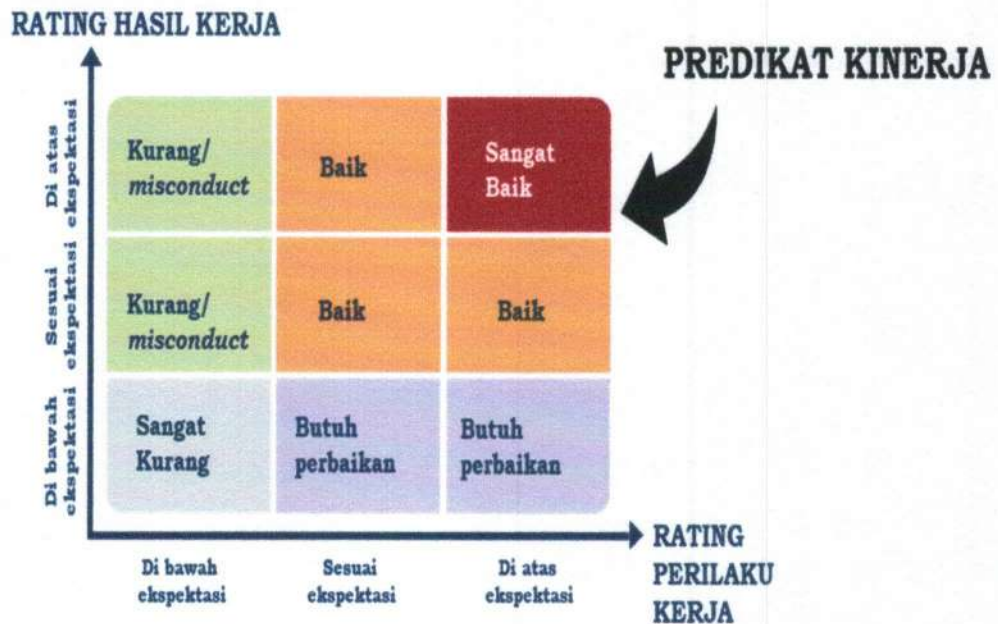 RATING HASIL KERJA
PREDIKAT KINERJA
Di atas
ekspektasi
Kurang/
misconduct
Baik
Sangat
Baik
Sesuai
ekspektasi
Kurang/
misconduct
Baik
Baik
Di bawah
ekspektasi
Sangat
Kurang
Butuh
perbaikan
Butuh
perbaikan
Di bawah
ekspektasi
Sesuai
ekspektasi
Di atas
ekspektasi
RATING
PERILAKU
KERJA